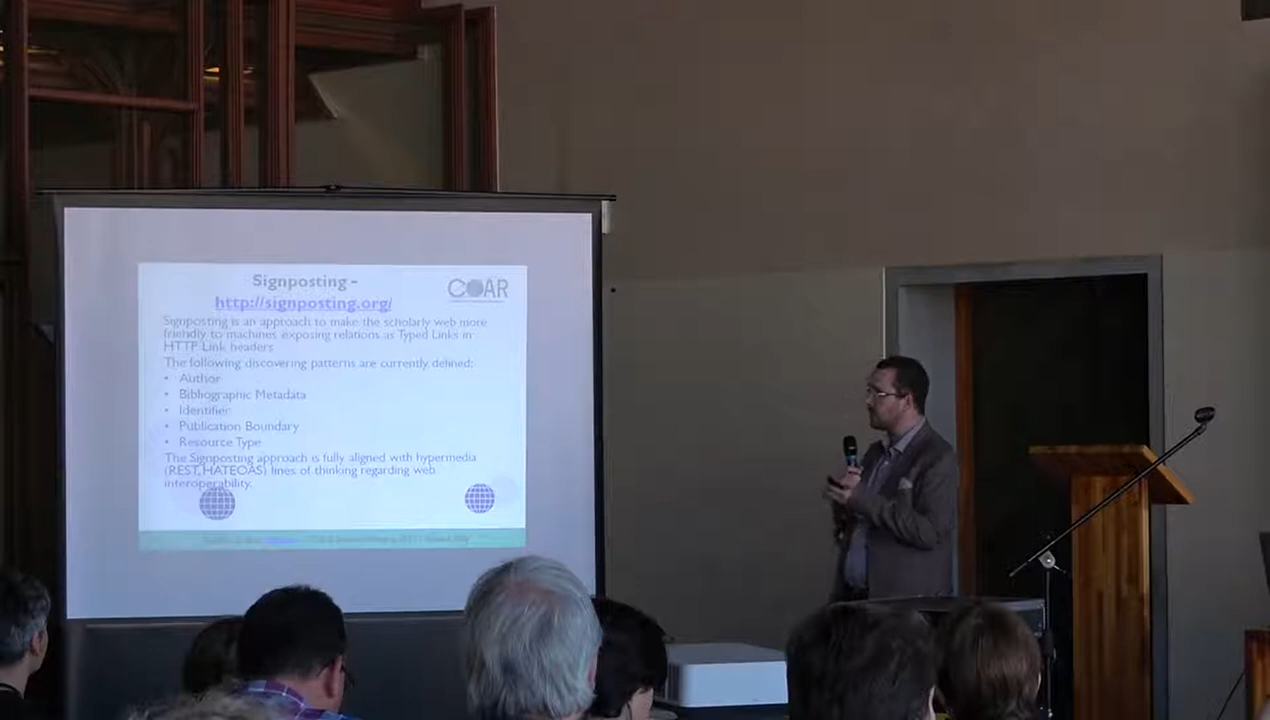 Signposting -
http://signposting.org/
COAR
Signposting is an approach to make the scholarly web more
friendly to machines exposing relations as Typed Links in
HTTP Link headers
The following discovering patterns are currently defined:
• Author
• Bibliographic Metadata
• Identifier
• Publication Boundary
• Resource Type
The Signposting approach is fully aligned with hypermedia
(REST, HATEOAS) lines of thinking regarding web
interoperability.